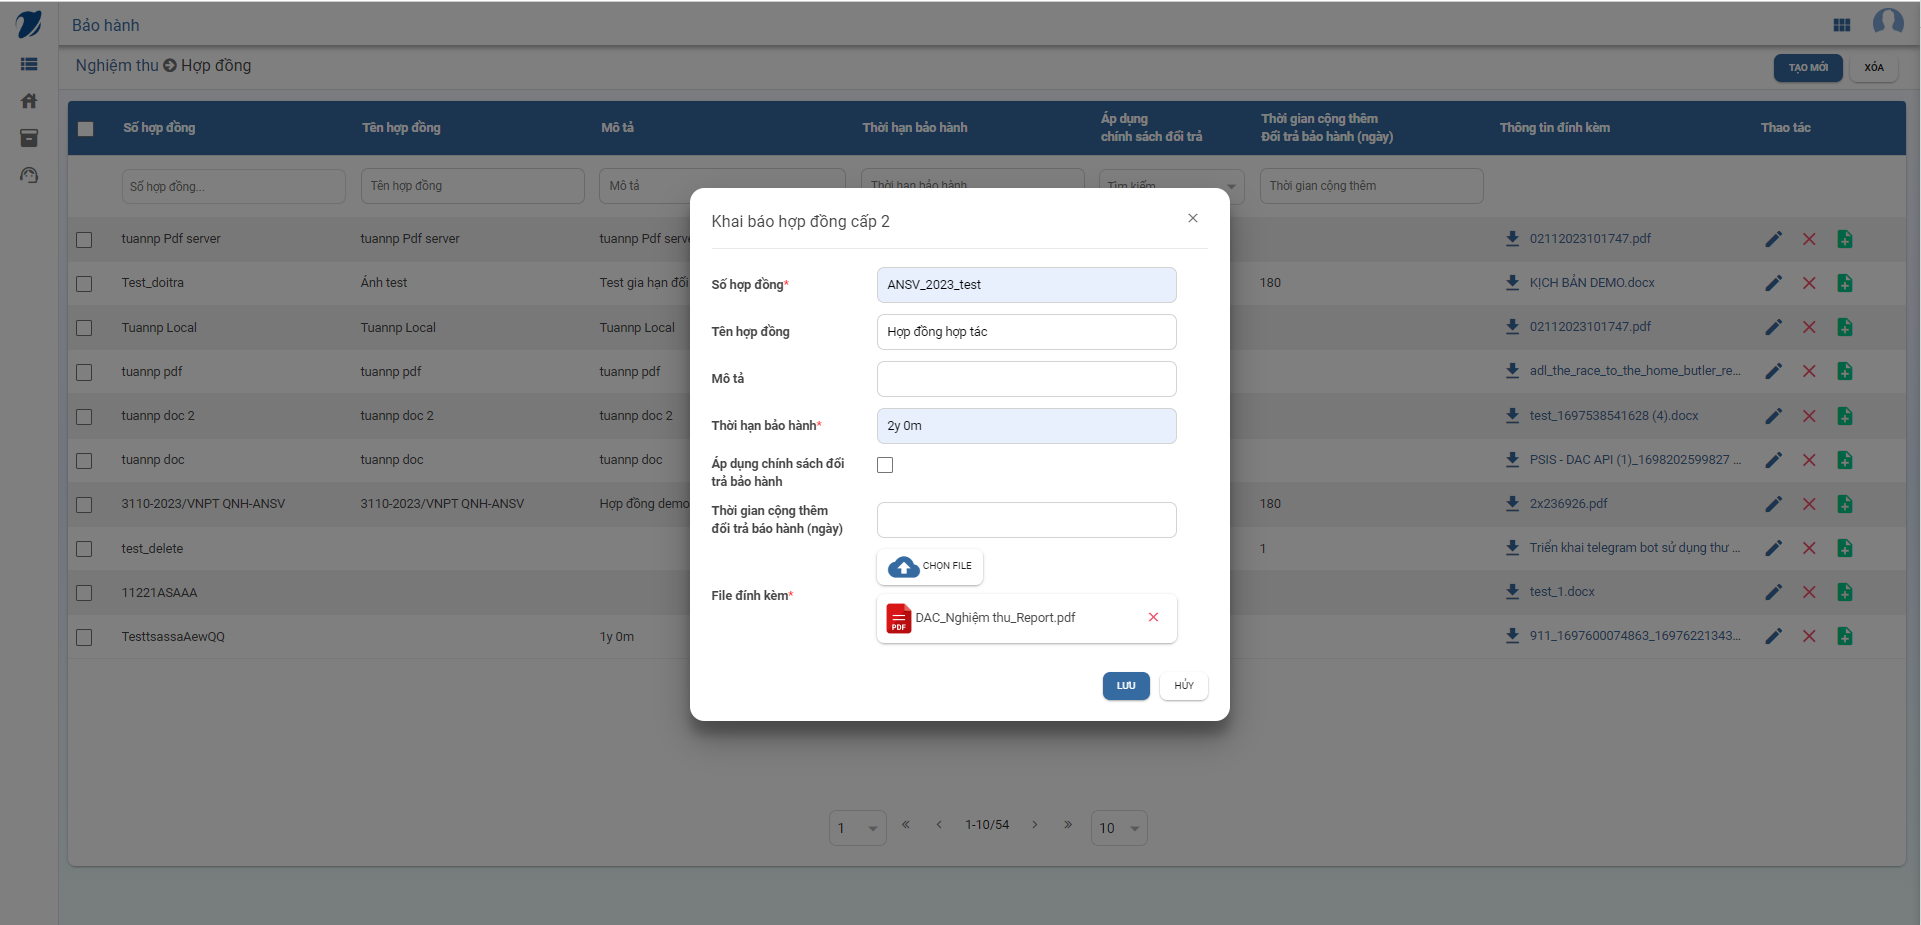 Bảo hành
Nghiệm thu Hợp đồng
TẠO MỚI
XÓA
Số hợp đồng
Tên hợp đồng
Mô tả
Thời hạn bảo hành
Áp dụng
chính sách đổi trả
Thời gian cộng thêm
Đổi trả bảo hành (ngày)
Thông tin đính kèm
Thao tác
Số hợp đồng...
Tên hợp đồng
Mô tả
Thời hạn bảo hành
Tìm kiếm
Thời gian cộng thêm
tuannp Pdf server
tuannp Pdf server
tuannp Pdf serve
02112023101747.pdf
Test_doitra
Ánh test
Test gia hạn đổi
180
KỊCH BẢN DEMO.docx
Tuannp Local
Tuannp Local
Tuannp Local
02112023101747.pdf
tuannp pdf
tuannp pdf
tuannp pdf
adl_the_race_to_the_home_butler_re...
tuannp doc 2
tuannp doc 2
tuannp doc 2
test_1697538541628 (4).docx
tuannp doc
tuannp doc
tuannp doc
PSIS - DAC API (1)_1698202599827 ...
3110-2023/VNPT QNH-ANSV
3110-2023/VNPT QNH-ANSV
Hợp đồng demo
180
2x236926.pdf
test_delete
1
Triển khai telegram bot sử dụng thư ...
11221ASAAA
test_1.docx
TesttsassaAewQQ
1y 0m
911_1697600074863_16976221343...
Khai báo hợp đồng cấp 2
Số hợp đồng*
ANSV_2023_test
Tên hợp đồng
Hợp đồng hợp tác
Mô tả
Thời hạn bảo hành*
2y 0m
Áp dụng chính sách đổi
trả bảo hành
Thời gian cộng thêm
đổi trả báo hành (ngày)
CHỌN FILE
File đính kèm*
PDF
DAC_Nghiệm thu_Report.pdf
LƯU
HỦY
1
1-10/54
10